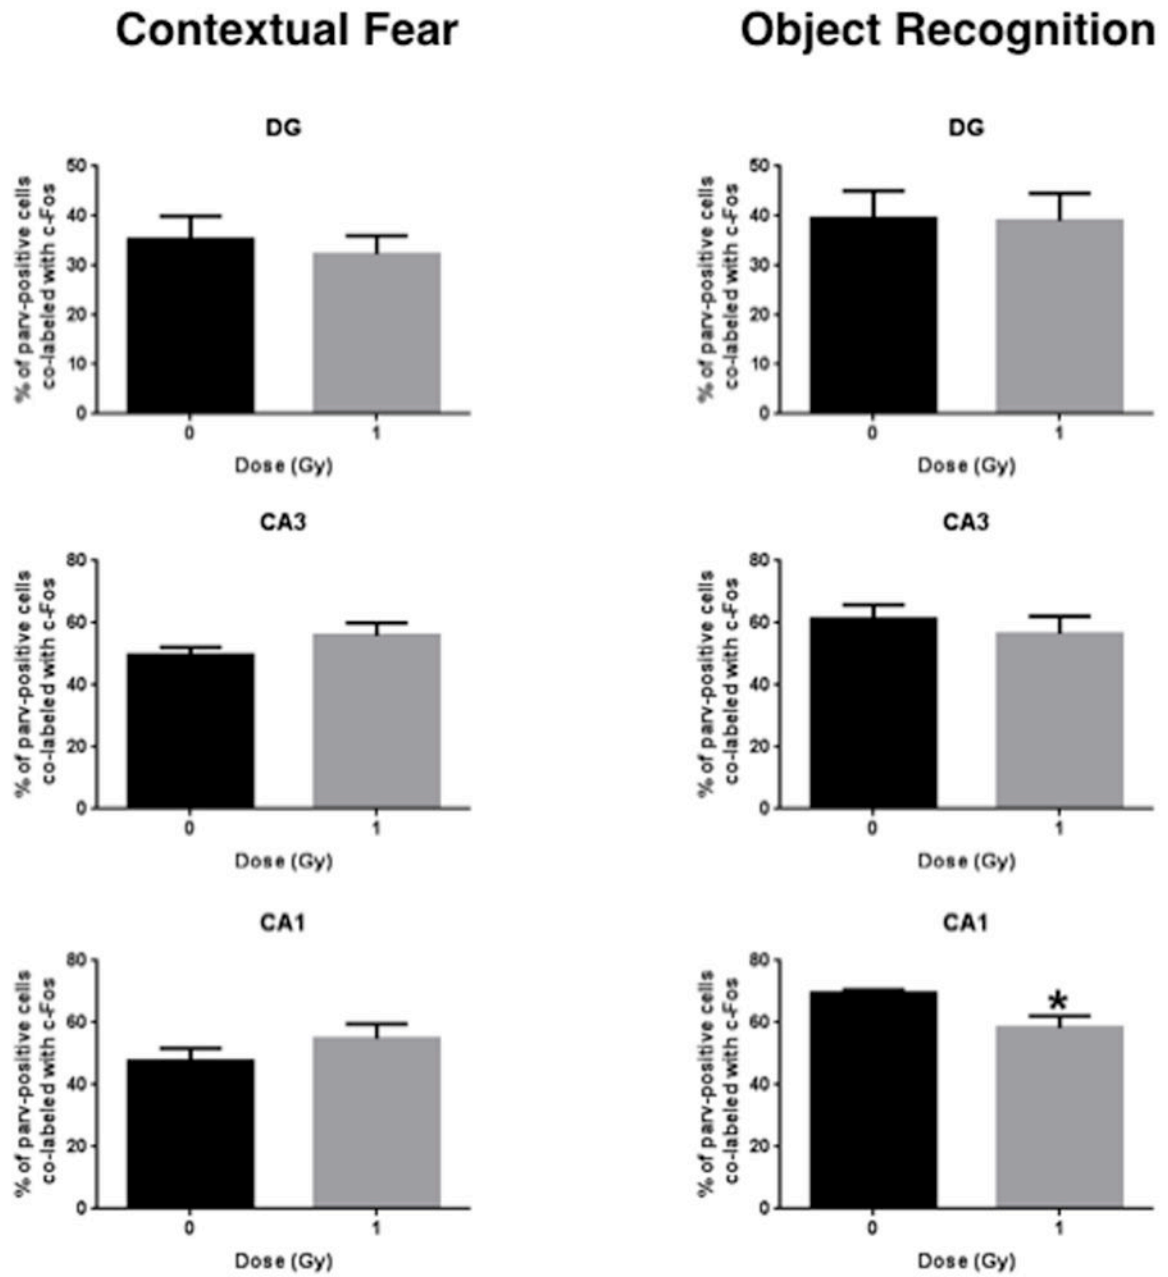 Contextual Fear
Object Recognition
DG
% of parv-positive cells
co-labeled with c-Fos
50
40
30
20
10
0
0
1
Dose (Gy)
DG
% of parv-positive cells
co-labeled with c-Fos
50
40
30
20
10
0
0
1
Dose (Gy)
CA3
% of parv-positive cells
co-labeled with c-Fos
80
60
40
20
0
0
1
Dose (Gy)
CA3
% of parv-positive cells
co-labeled with c-Fos
80
60
40
20
0
0
1
Dose (Gy)
CA1
% of parv-positive cells
co-labeled with c-Fos
80
60
40
20
0
0
1
Dose (Gy)
CA1
% of parv-positive cells
co-labeled with c-Fos
80
60
40
20
0
*
0
1
Dose (Gy)